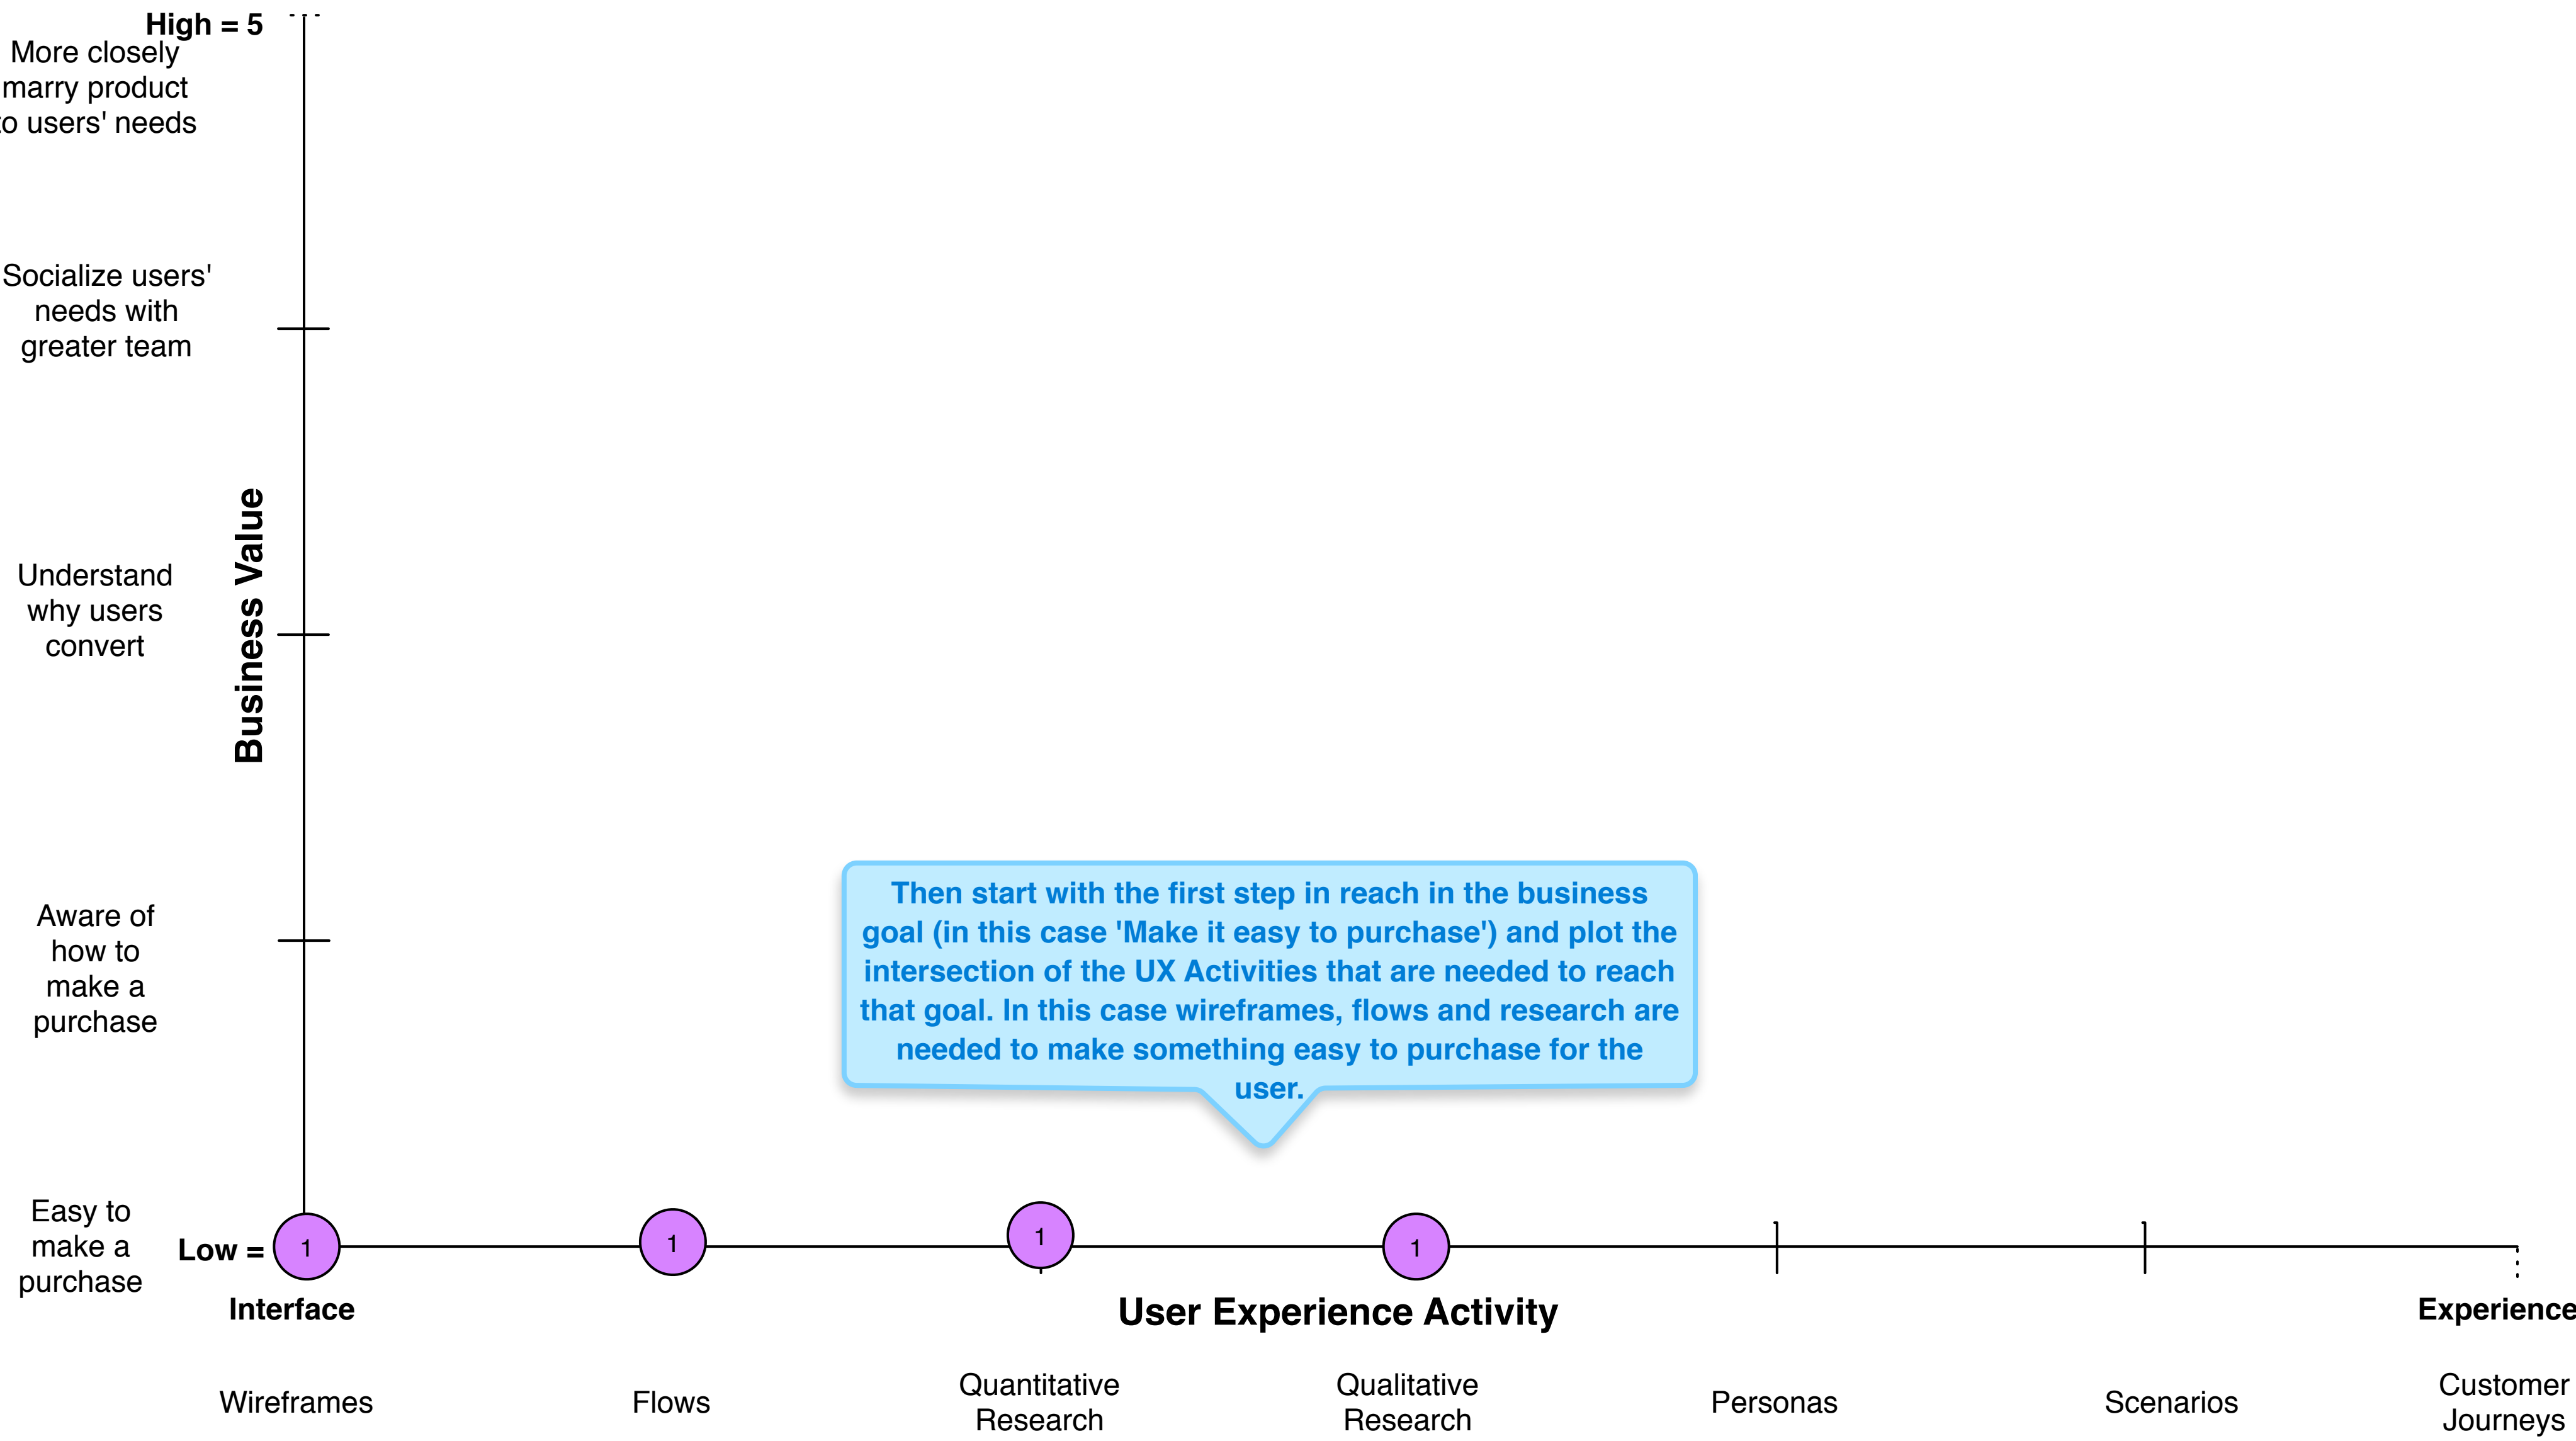 High = 5
More closely
marry product
to users' needs
Socialize users'
needs with
greater team
Understand
why users
convert
Business Value
Aware of
how to
make a
purchase
Then start with the first step in reach in the business
goal (in this case 'Make it easy to purchase') and plot the
intersection of the UX Activities that are needed to reach
that goal. In this case wireframes, flows and research are
needed to make something easy to purchase for the
user.
Easy to
make a
purchase
Low =
1
1
1
1
Interface
User Experience Activity
Experience
Wireframes
Flows
Quantitative
Research
Qualitative
Research
Personas
Scenarios
Customer
Journeys